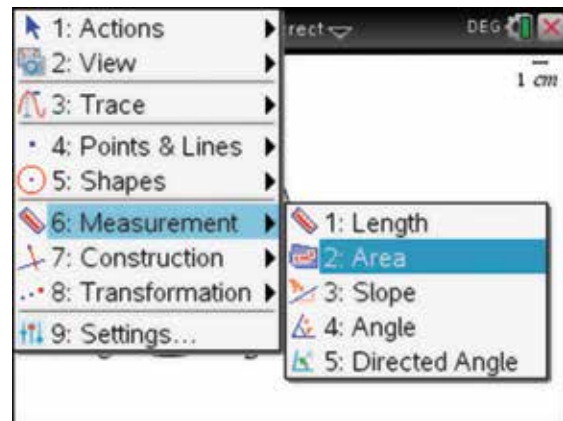 1: Actions
2: View
3: Trace
4: Points & Lines
5: Shapes
6: Measurement
7: Construction
8: Transformation
9: Settings...
rect
DEG
1 cm
1: Length
2: Area
3: Slope
4: Angle
5: Directed Angle